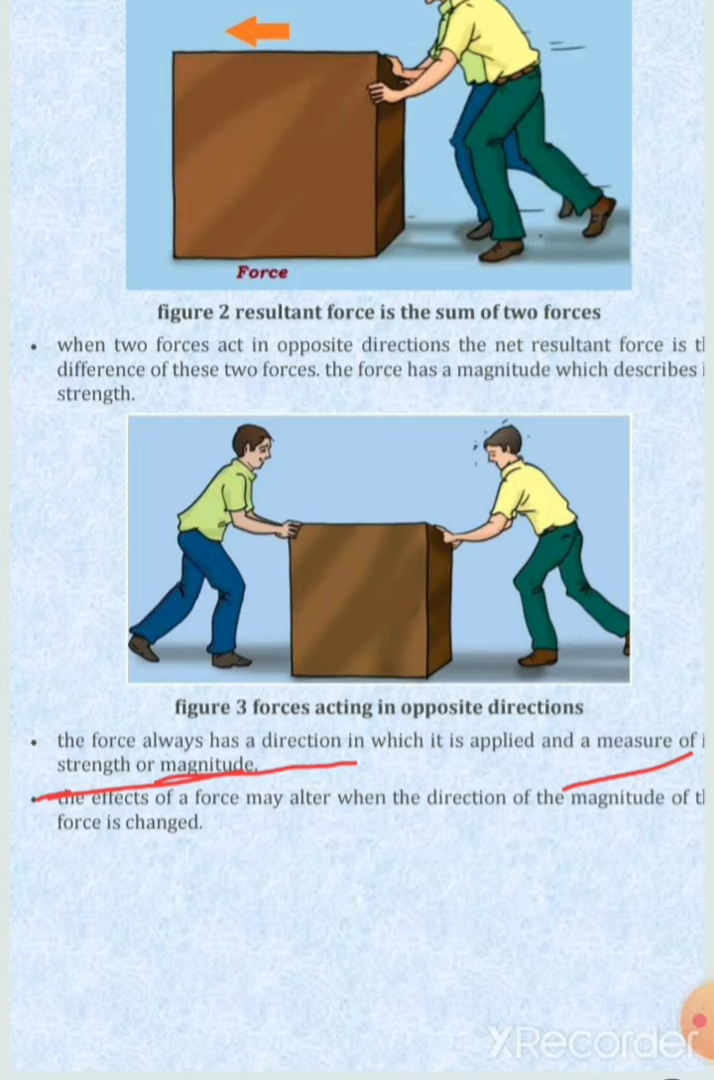 Force
figure 2 resultant force is the sum of two forces
• when two forces act in opposite directions the net resultant force is
difference of these two forces. the force has a magnitude which describes
strength.
figure 3 forces acting in opposite directions
• the force always has a direction in which it is applied and a measure of
strength or magnitude.
• the effects of a force may alter when the direction of the magnitude of
force is changed.
XRecorder